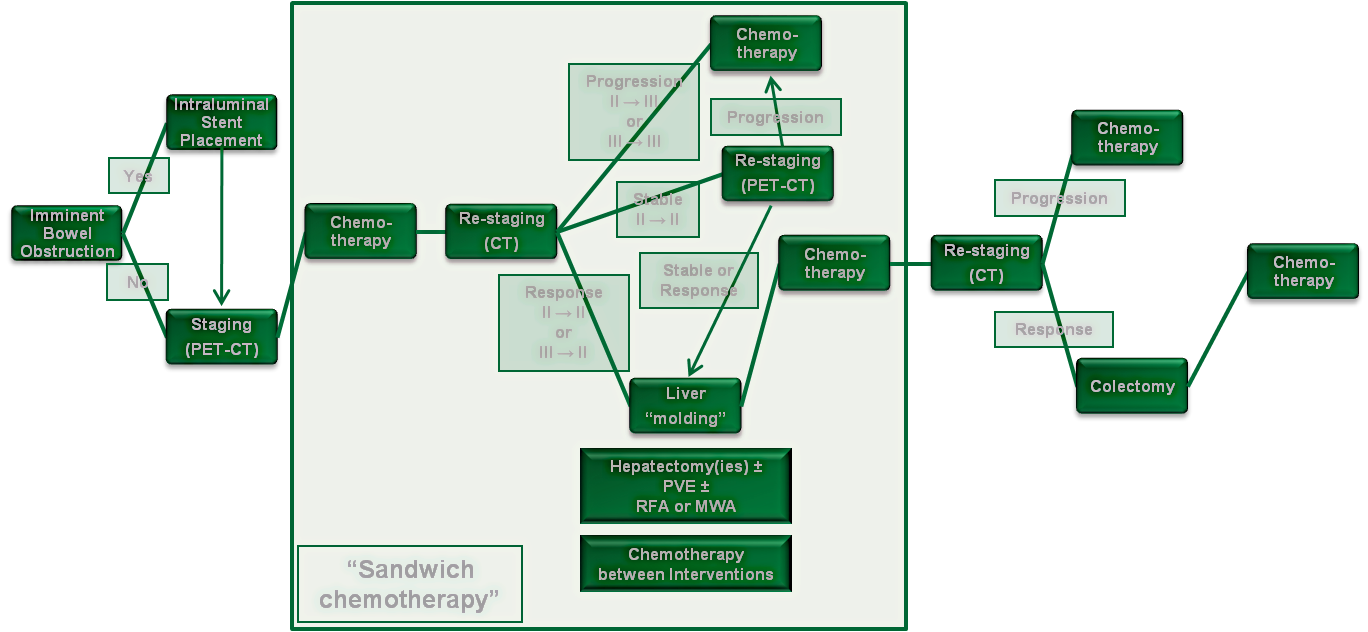 Imminent
Bowel
Obstruction
Yes
No
Intraluminal
Stent
Placement
Staging
(PET-CT)
Chemo-
therapy
Re-staging
(CT)
Progression
II → III
or
III → III
Stable
II → II
Response
II → II
or
III → II
Chemo-
therapy
Progression
Re-staging
(PET-CT)
Stable or
Response
Liver
“molding”
Hepatectomy(ies) ±
PVE ±
RFA or MWA
Chemotherapy
between Interventions
“Sandwich
chemotherapy”
Chemo-
therapy
Re-staging
(CT)
Progression
Response
Chemo-
therapy
Colectomy
Chemo-
therapy